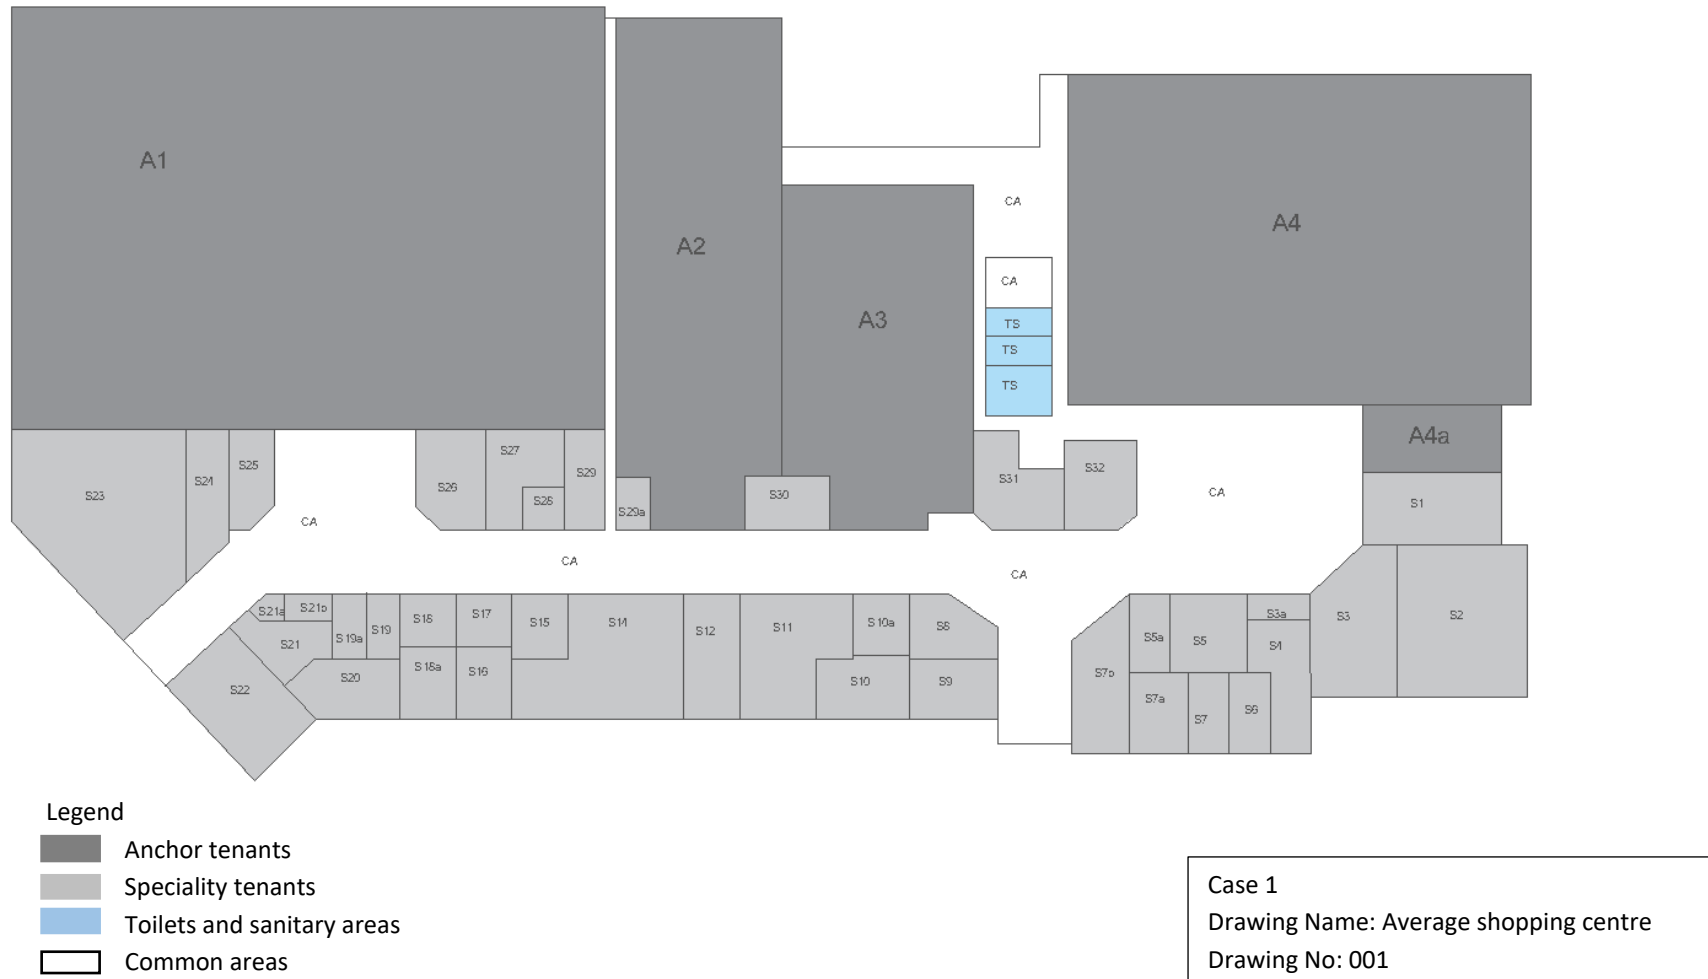 A1
A2
A3
A4
CA
CA
TS
TS
TS
A4a
S23
S24
S25
S26
S27
S28
S29
S29a
S30
S31
S32
S1
CA
CA
CA
CA
S21a
S21b
S19a
S19
S18
S17
S15
S14
S12
S11
S10a
S8
S21
S22
S20
S18a
S16
S10
S9
S7b
S5a
S5
S3a
S4
S3
S2
S7a
S7
S6
Legend
Anchor tenants
Speciality tenants
Toilets and sanitary areas
Common areas
Case 1
Drawing Name: Average shopping centre
Drawing No: 001